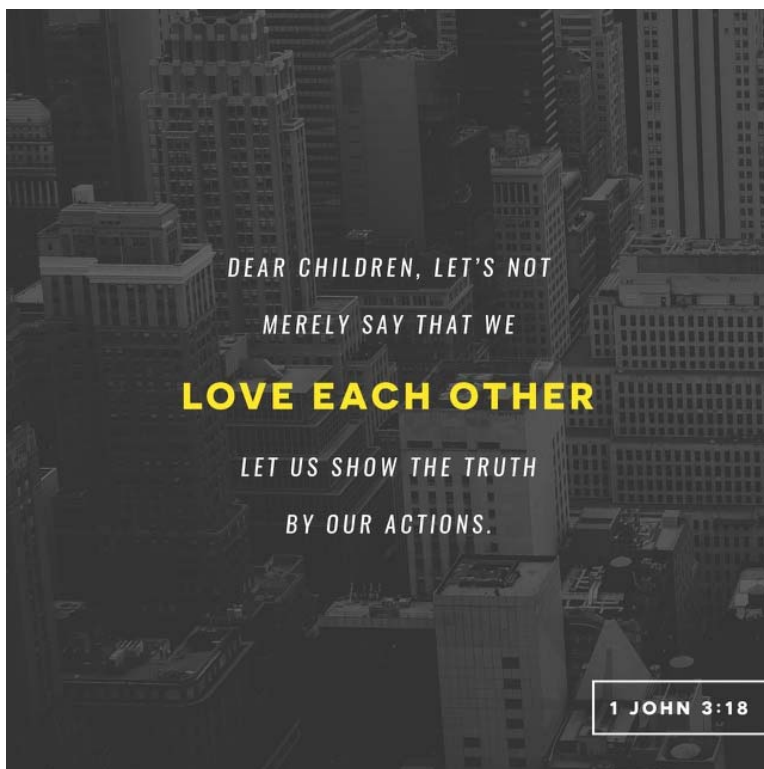 DEAR CHILDREN, LET'S NOT
MERELY SAY THAT WE
LOVE EACH OTHER
LET US SHOW THE TRUTH
BY OUR ACTIONS.
1 JOHN 3:18